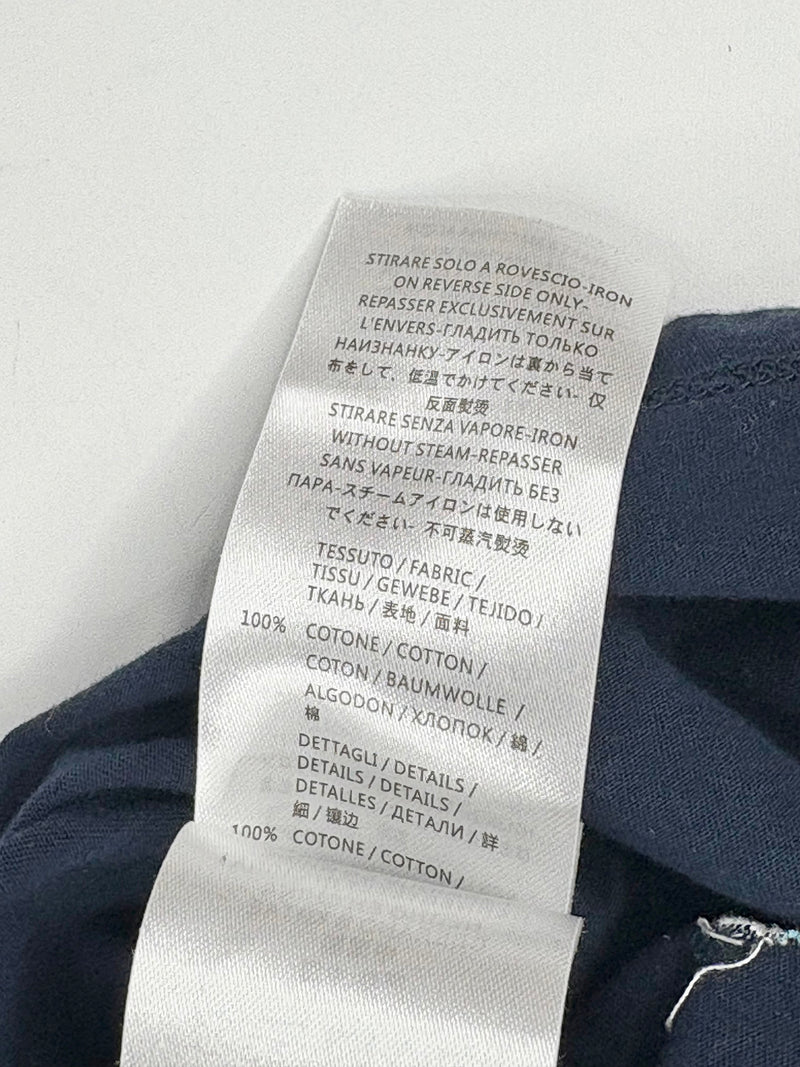 STIRARE SOLO A ROVESCIO-IRON
ON REVERSE SIDE ONLY-
REPASSER EXCLUSIVEMENT SUR
L'ENVERS-ГЛАДИТЬ ТОЛЬКО
НАИЗНАНКУ-アイロンは裏から当て
布をして、低温でかけてください- 仅
反面熨烫
STIRARE SENZA VAPORE-IRON
WITHOUT STEAM-REPASSER
SANS VAPEUR-ГЛАДИТЬ БЕЗ
ПАРА-スチームアイロンは使用しない
でください- 不可蒸汽熨烫
TESSUTO / FABRIC /
TISSU / GEWEBE / TEJIDO /
ТКАНЬ / 表地 / 面料
100% COTONE / COTTON /
COTON / BAUMWOLLE /
ALGODON / ХЛОПОК / 綿 /
棉
DETTAGLI / DETAILS /
DETAILS / DETAILS /
DETALLES / ДЕТАЛИ / 詳
細 / 镶边
100% COTONE / COTTON /